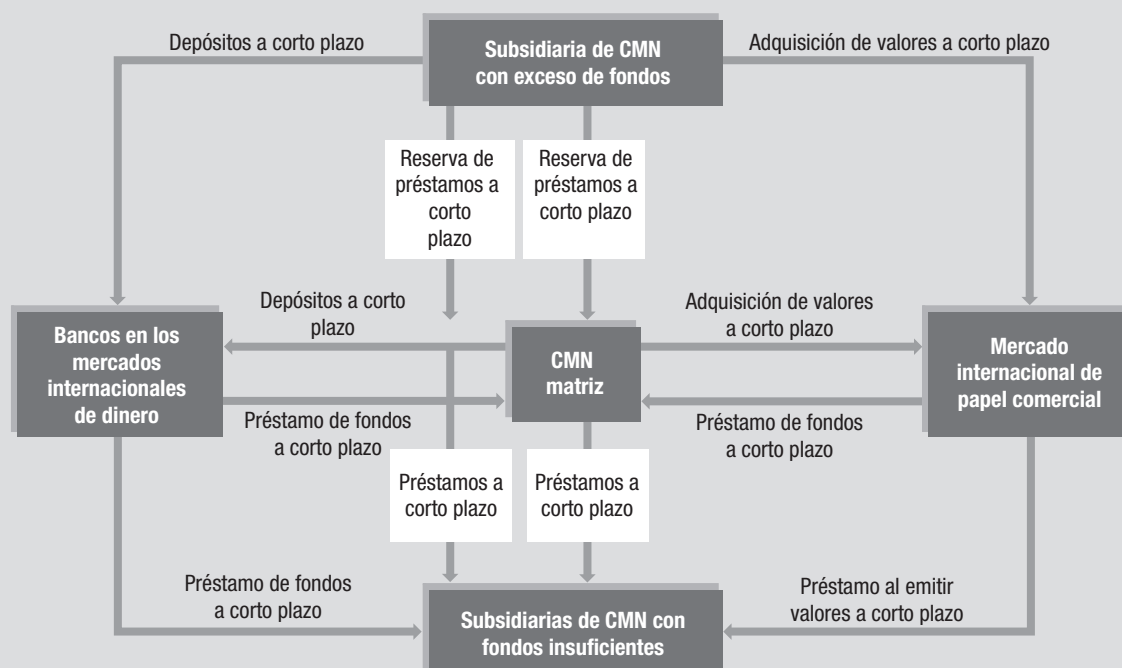 Depósitos a corto plazo
Subsidiaria de CMN
con exceso de fondos
Adquisición de valores a corto plazo
Reserva de
préstamos a
corto
plazo
Reserva de
préstamos a
corto plazo
Depósitos a corto
plazo
Adquisición de valores
a corto plazo
Bancos en los
mercados
internacionales
de dinero
CMN
matriz
Mercado
internacional de
papel comercial
Préstamo de fondos
a corto plazo
Préstamo de fondos
a corto plazo
Préstamos a
corto plazo
Préstamos a
corto plazo
Préstamo de fondos
a corto plazo
Subsidiarias de CMN con
fondos insuficientes
Préstamo al emitir
valores a corto plazo